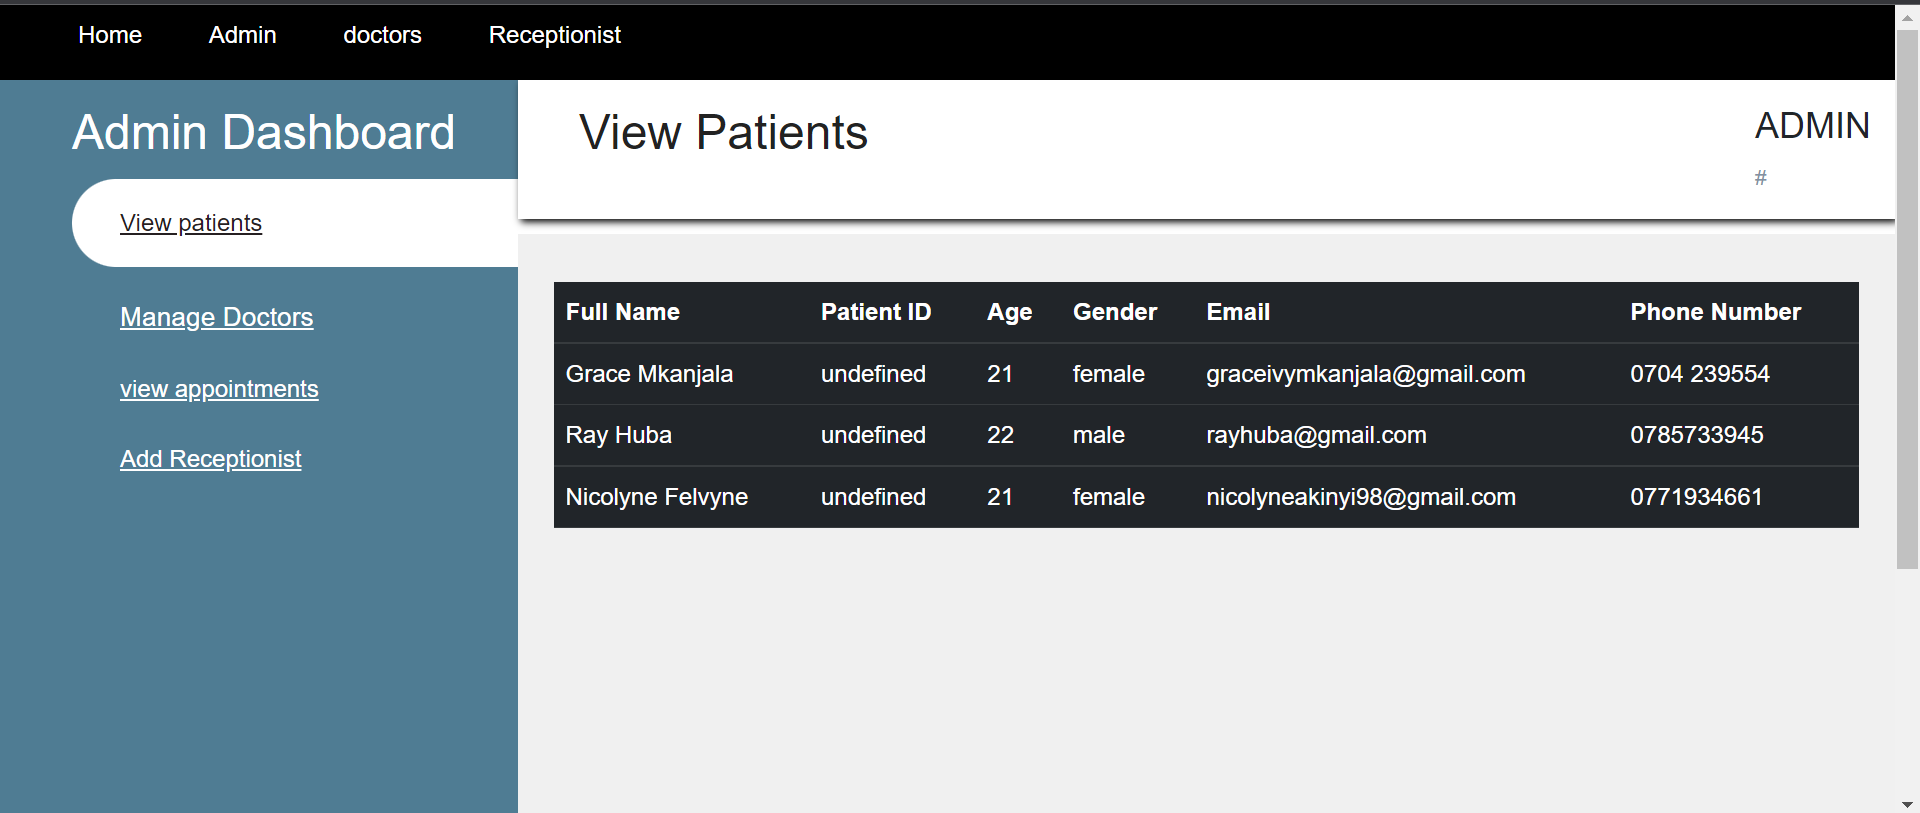 Home Admin doctors Receptionist
Admin Dashboard
View patients
Manage Doctors
view appointments
Add Receptionist
View Patients
ADMIN
#
Full Name Patient ID Age Gender Email Phone Number
Grace Mkanjala undefined 21 female graceivymkanjala@gmail.com 0704 239554
Ray Huba undefined 22 male rayhuba@gmail.com 0785733945
Nicolyne Felvyne undefined 21 female nicolyneakinyi98@gmail.com 0771934661